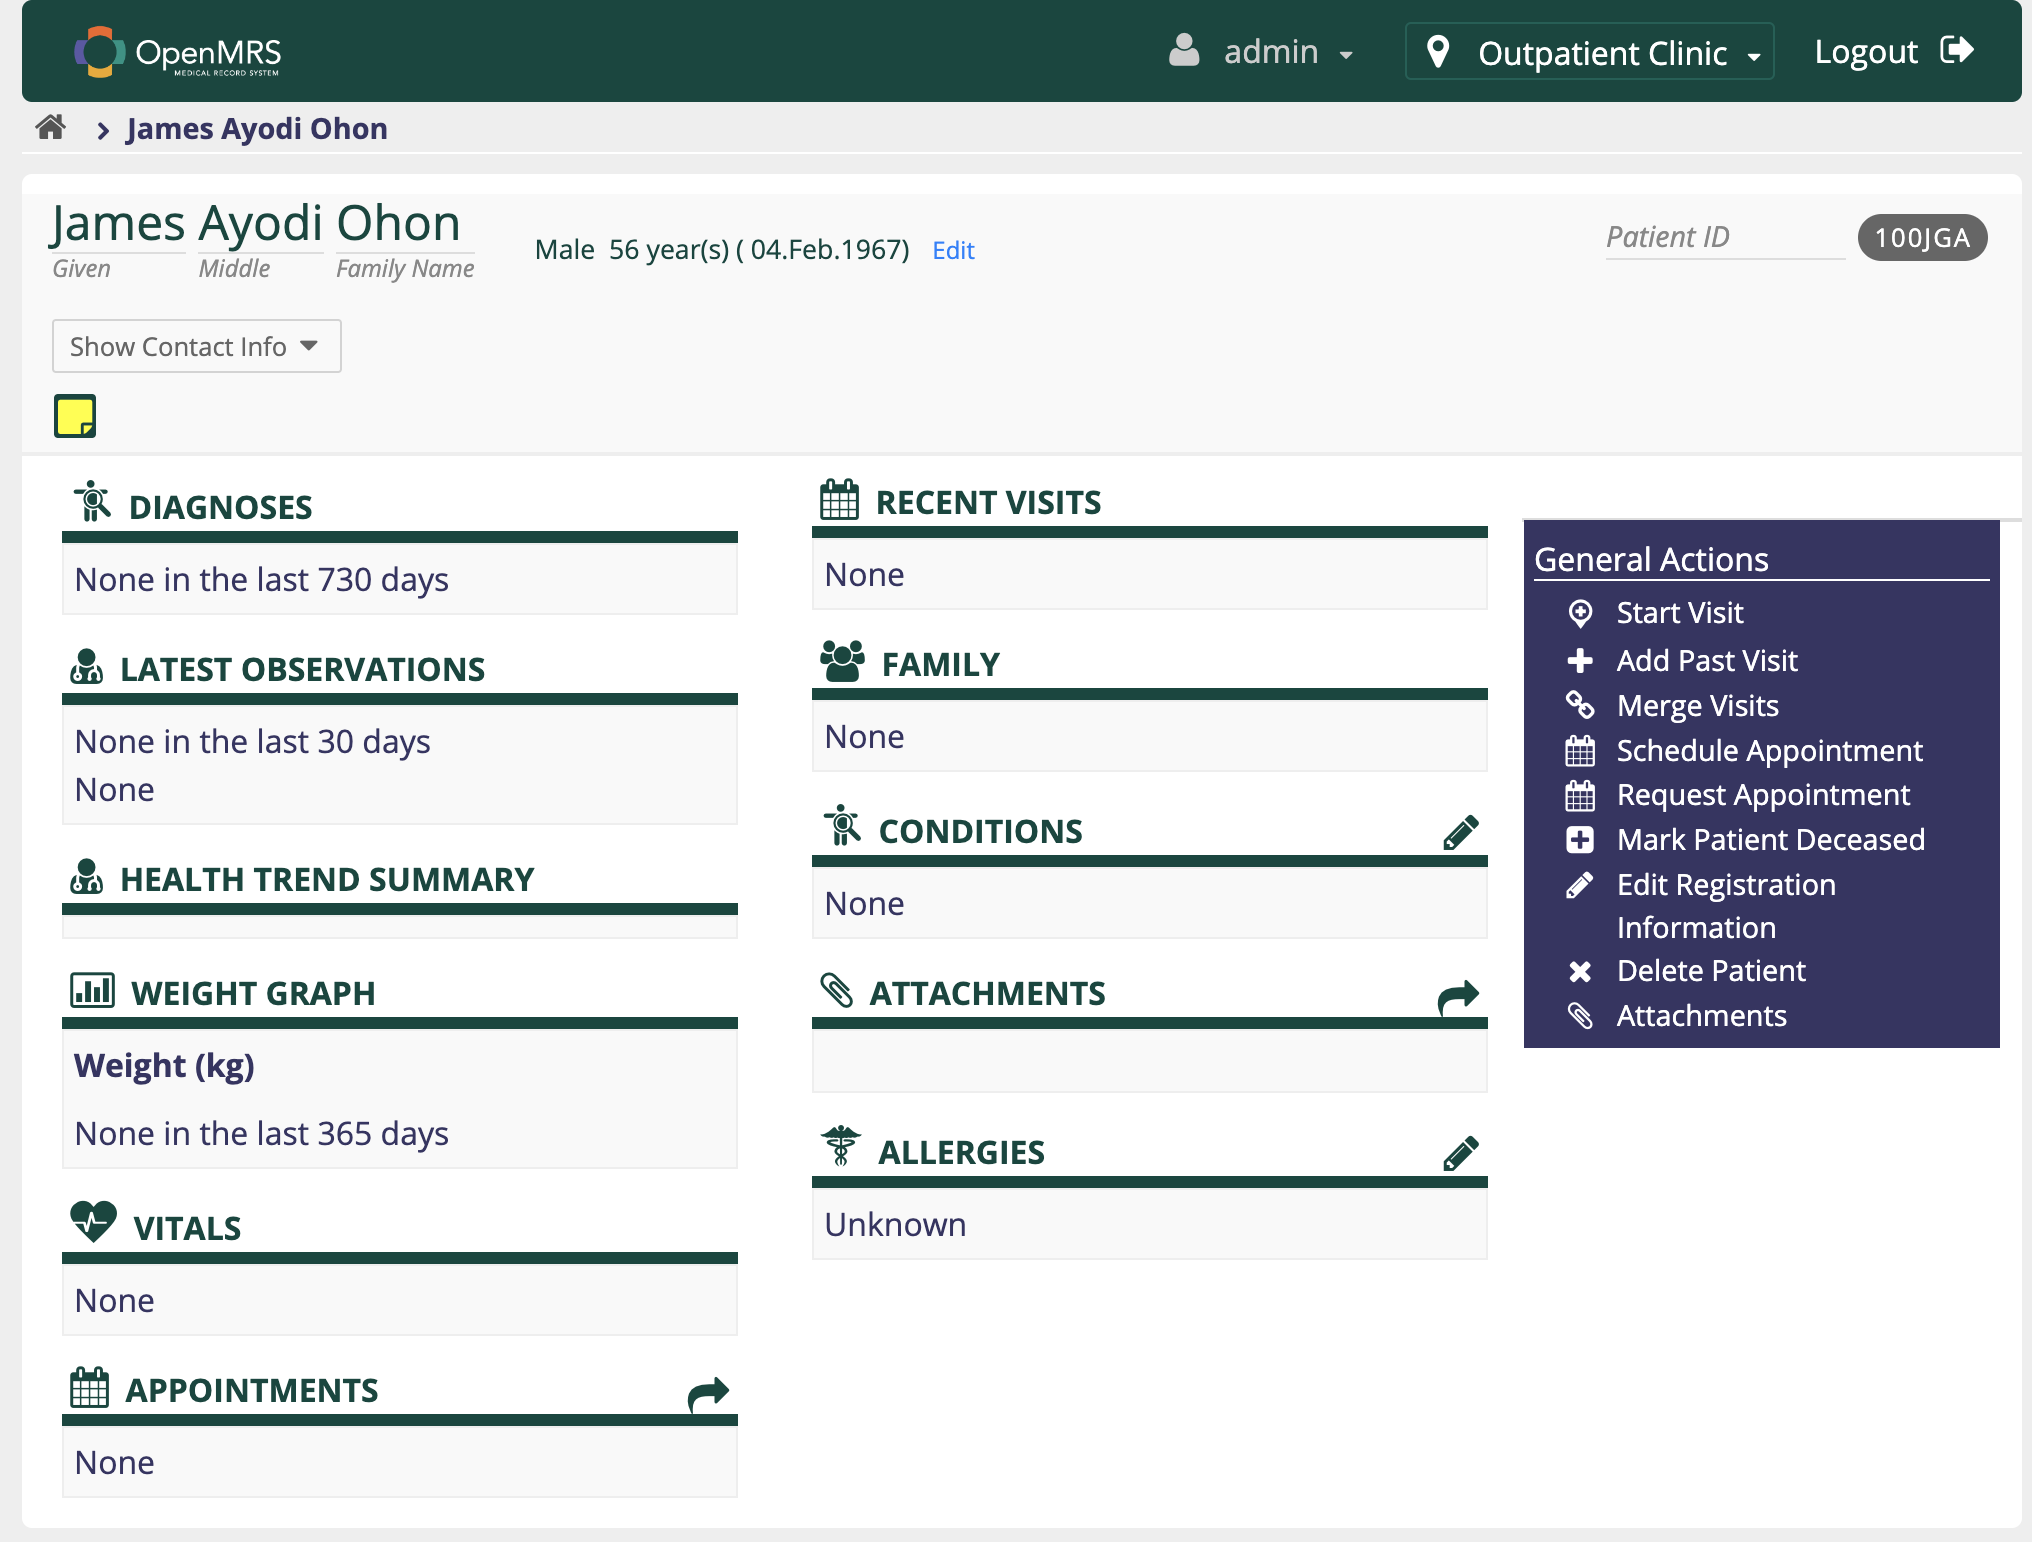 OpenMRS
MEDICAL RECORD SYSTEM
admin
Outpatient Clinic
Logout
James Ayodi Ohon
James Ayodi Ohon
Given Middle Family Name
Male 56 year(s) ( 04.Feb.1967) Edit
Patient ID 100JGA
Show Contact Info
DIAGNOSES
None in the last 730 days
LATEST OBSERVATIONS
None in the last 30 days
None
HEALTH TREND SUMMARY
WEIGHT GRAPH
Weight (kg)
None in the last 365 days
VITALS
None
APPOINTMENTS
None
RECENT VISITS
None
FAMILY
None
CONDITIONS
None
ATTACHMENTS
ALLERGIES
Unknown
General Actions
Start Visit
Add Past Visit
Merge Visits
Schedule Appointment
Request Appointment
Mark Patient Deceased
Edit Registration
Information
Delete Patient
Attachments